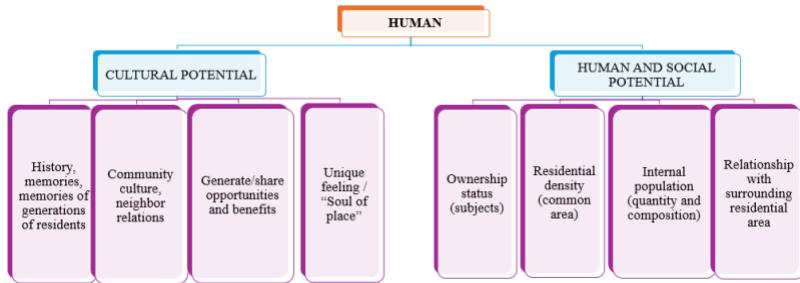 HUMAN
CULTURAL POTENTIAL
HUMAN AND SOCIAL
POTENTIAL
History,
memories,
memories of
generations
of residents
Community
culture,
neighbor
relations
Generate/share
opportunities
and benefits
Unique
feeling /
“Soul of
place”
Ownership
status
(subjects)
Residential
density
(common
area)
Internal
population
(quantity and
composition)
Relationship
with
surrounding
residential
area